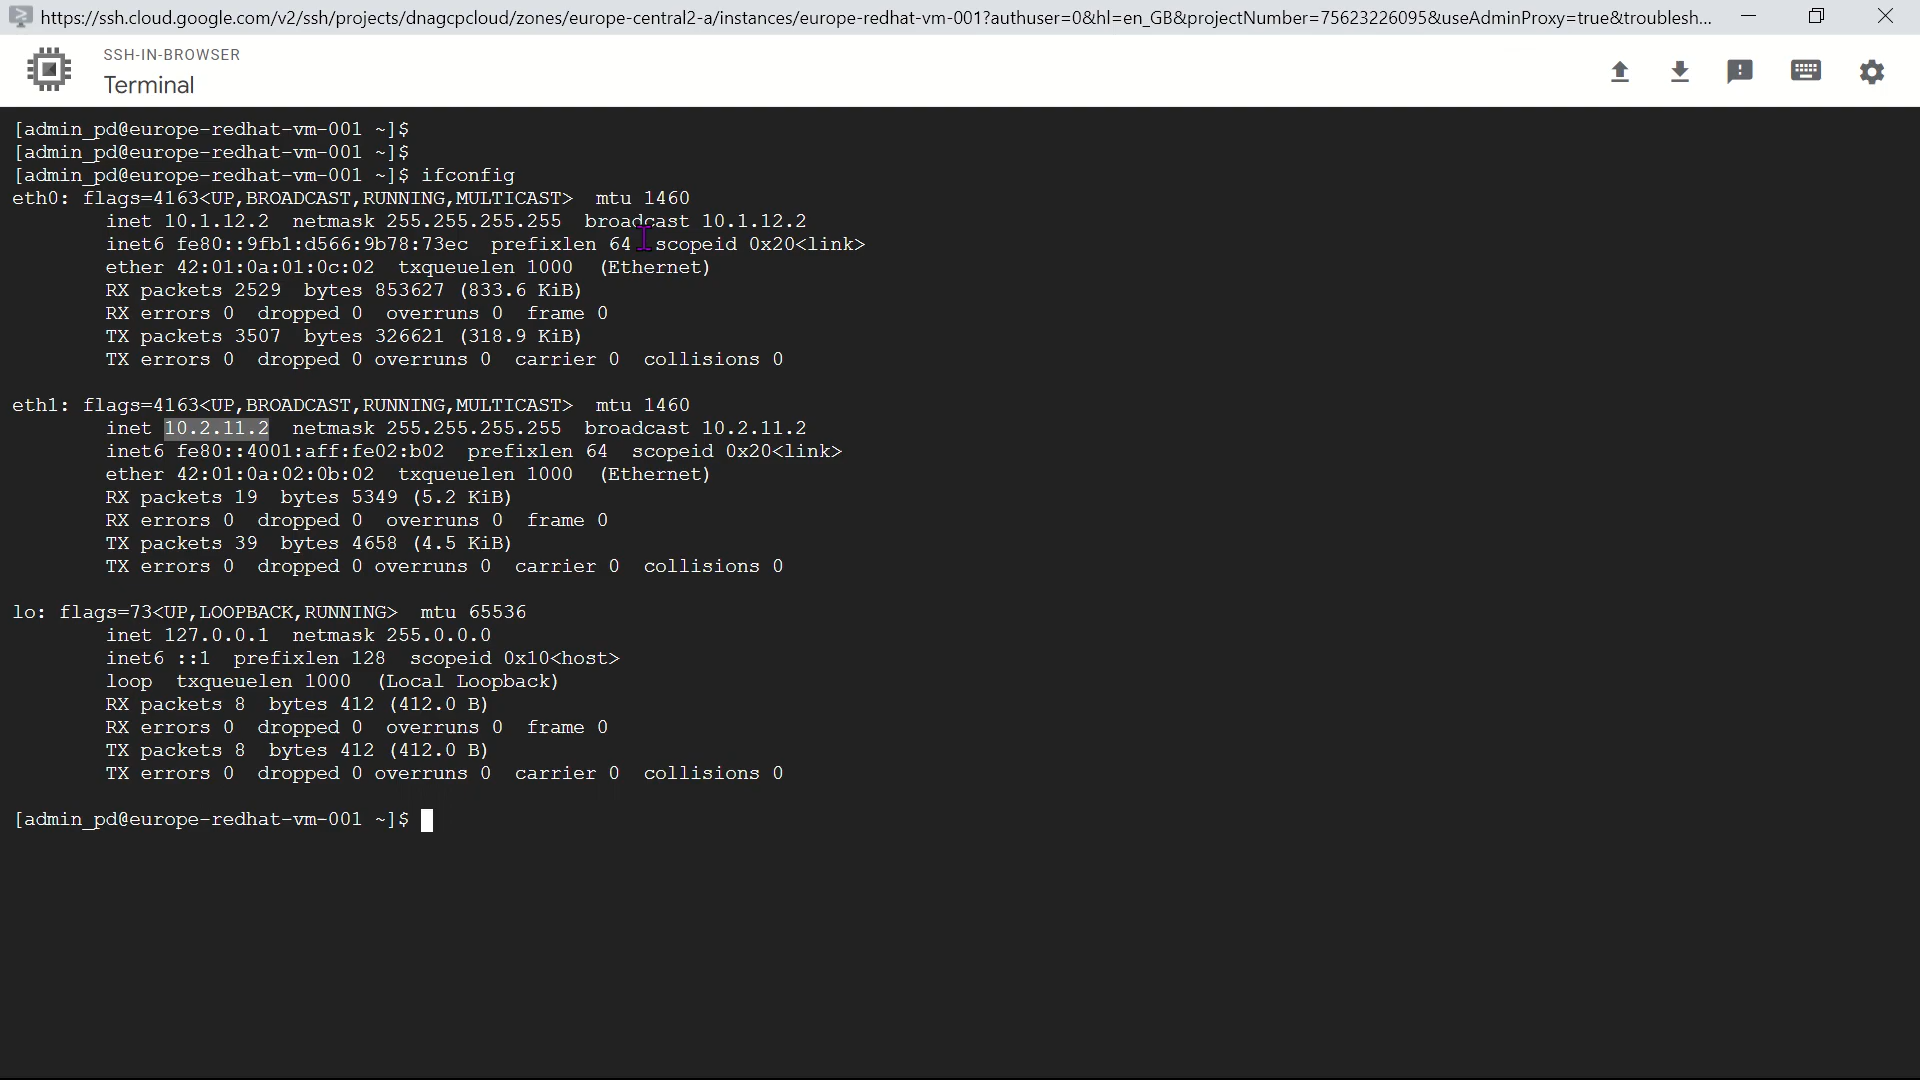 https://ssh.cloud.google.com/v2/ssh/projects/dnagcpcloud/zones/europe-central2-a/instances/europe-redhat-vm-001?authuser=0&hl=en_GB&projectNumber=75623226095&useAdminProxy=true&troublesh...
SSH-IN-BROWSER
Terminal
[admin_pd@europe-redhat-vm-001 ~]$
[admin_pd@europe-redhat-vm-001 ~]$
[admin_pd@europe-redhat-vm-001 ~]$ ifconfig
eth0: flags=4163<UP,BROADCAST,RUNNING,MULTICAST>  mtu 1460
        inet 10.1.12.2  netmask 255.255.255.255  broadcast 10.1.12.2
        inet6 fe80::9fb1:d566:9b78:73ec  prefixlen 64  scopeid 0x20<link>
        ether 42:01:0a:01:0c:02  txqueuelen 1000  (Ethernet)
        RX packets 2529  bytes 853627 (833.6 KiB)
        RX errors 0  dropped 0  overruns 0  frame 0
        TX packets 3507  bytes 326621 (318.9 KiB)
        TX errors 0  dropped 0 overruns 0  carrier 0  collisions 0
eth1: flags=4163<UP,BROADCAST,RUNNING,MULTICAST>  mtu 1460
        inet 10.2.11.2  netmask 255.255.255.255  broadcast 10.2.11.2
        inet6 fe80::4001:aff:fe02:b02  prefixlen 64  scopeid 0x20<link>
        ether 42:01:0a:02:0b:02  txqueuelen 1000  (Ethernet)
        RX packets 19  bytes 5349 (5.2 KiB)
        RX errors 0  dropped 0  overruns 0  frame 0
        TX packets 39  bytes 4658 (4.5 KiB)
        TX errors 0  dropped 0 overruns 0  carrier 0  collisions 0
lo: flags=73<UP,LOOPBACK,RUNNING>  mtu 65536
        inet 127.0.0.1  netmask 255.0.0.0
        inet6 ::1  prefixlen 128  scopeid 0x10<host>
        loop  txqueuelen 1000  (Local Loopback)
        RX packets 8  bytes 412 (412.0 B)
        RX errors 0  dropped 0  overruns 0  frame 0
        TX packets 8  bytes 412 (412.0 B)
        TX errors 0  dropped 0 overruns 0  carrier 0  collisions 0
[admin_pd@europe-redhat-vm-001 ~]$